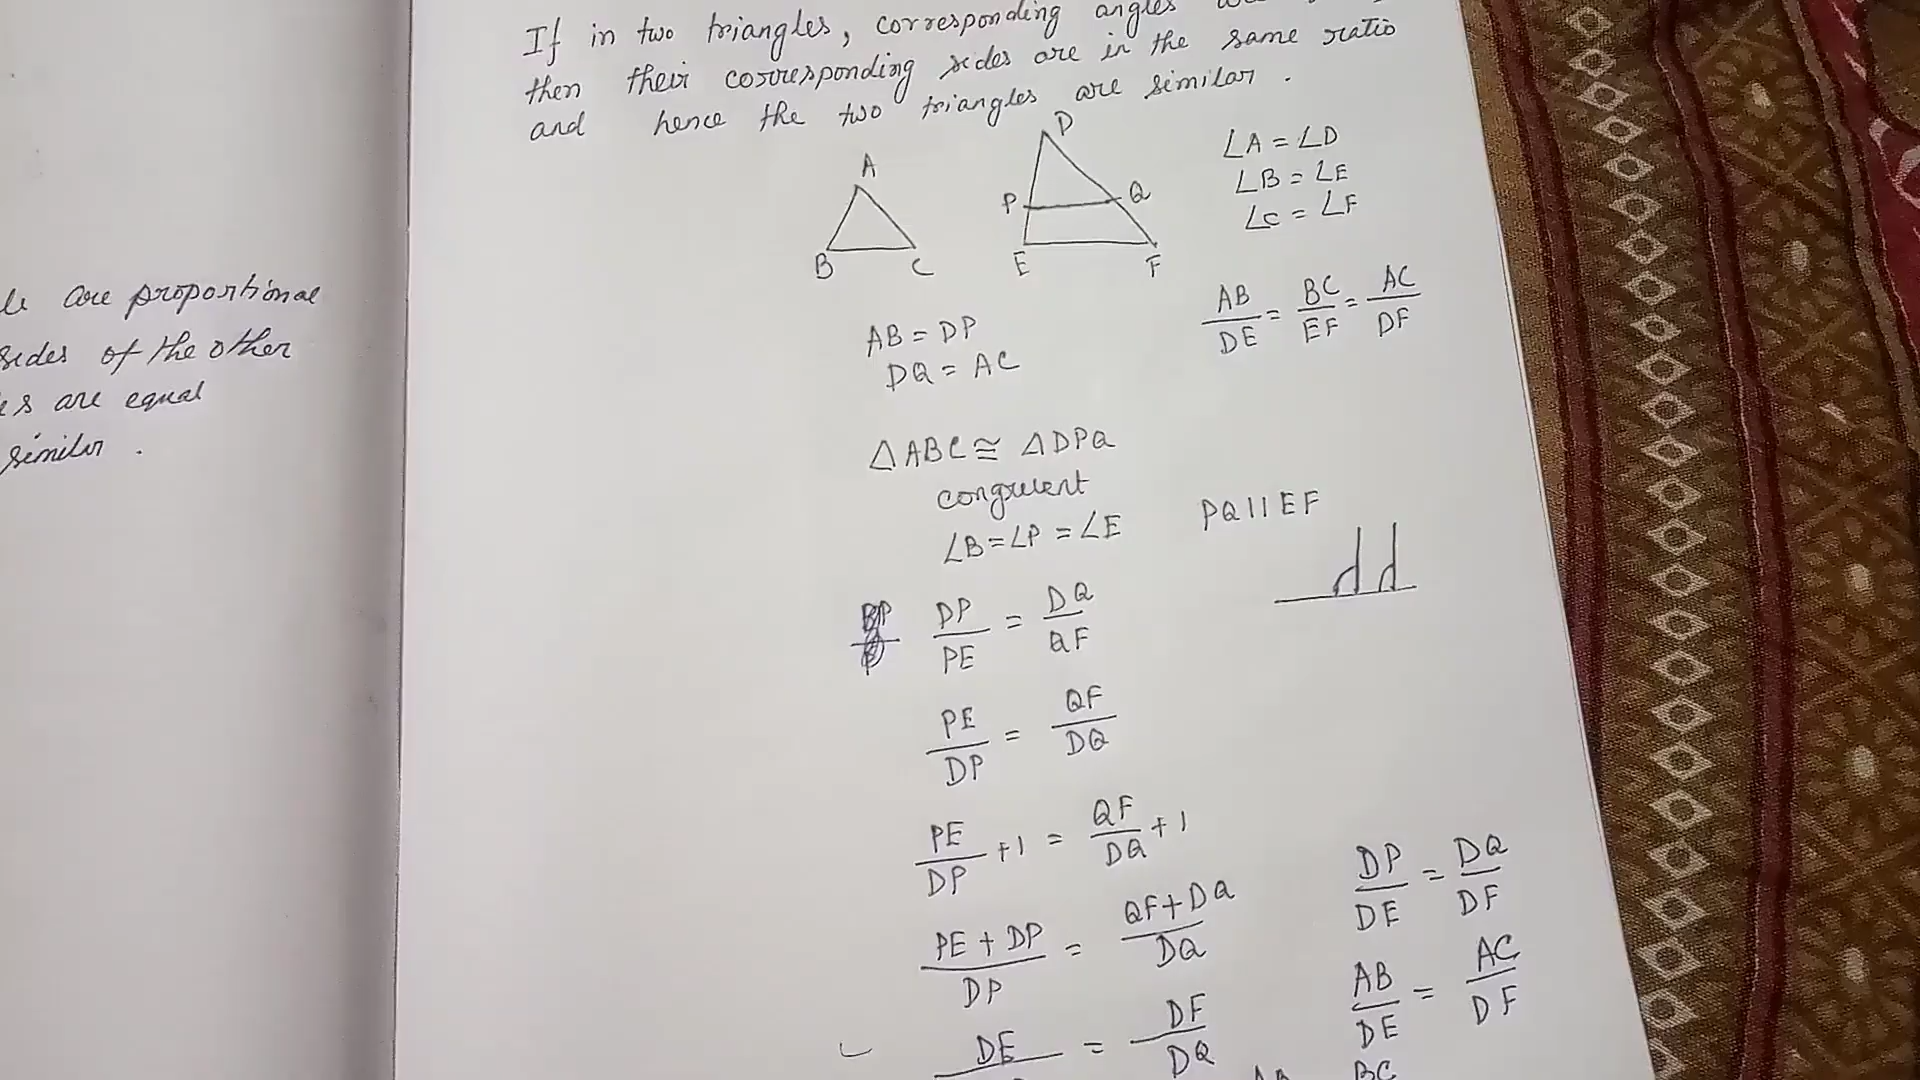 If in two triangles, corresponding angles
then their corresponding sides are in the same ratio
and hence the two triangles are similar.
A
B
C
D
P
Q
E
F
∠A = ∠D
∠B = ∠E
∠C = ∠F
AB = DP
DQ = AC
AB/DE = BC/EF = AC/DF
△ABC ≅ △DPQ
congruent
∠B = ∠P = ∠E
PQ || EF
DP/PE = DQ/QF
PE/DP = QF/DQ
PE/DP + 1 = QF/DQ + 1
PE + DP/DP = QF + DQ/DQ
DE = DF/DQ
DP/DE = DQ/DF
AB/DE = AC/DF
BC
are proportional
sides of the other
are equal
similar.